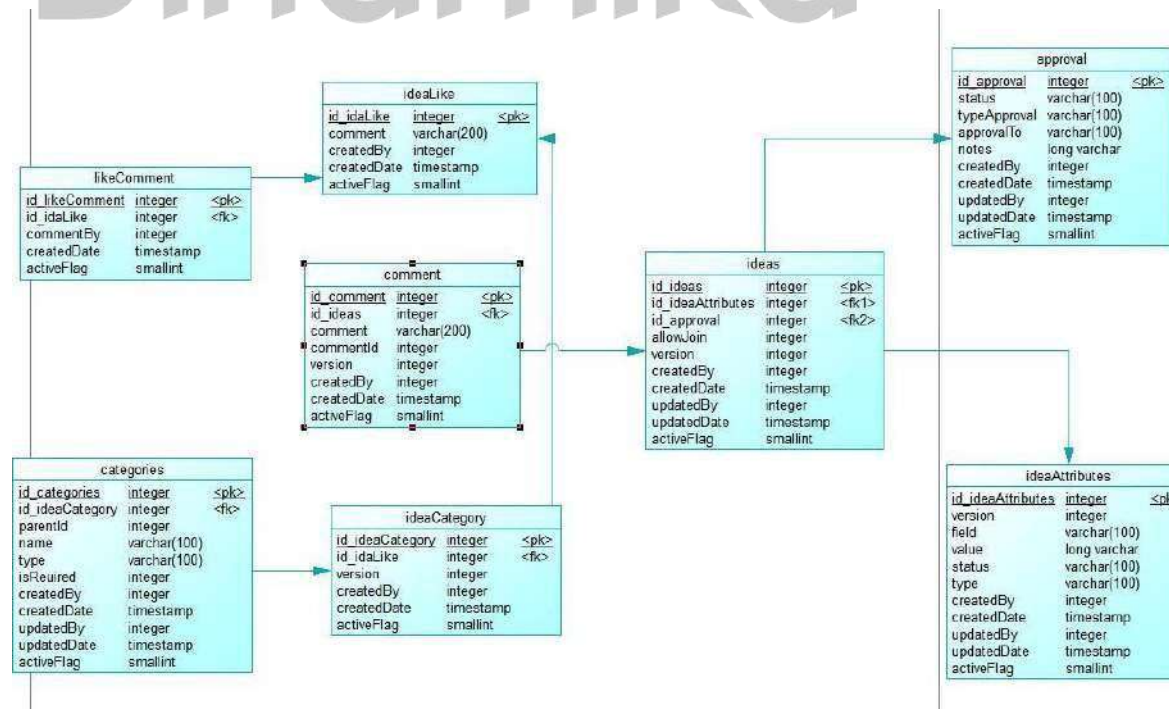 Dinamika
approval
id_approval integer <pk>
status varchar(100)
typeApproval varchar(100)
approvalTo varchar(100)
notes long varchar
createdBy integer
createdDate timestamp
updatedBy integer
updatedDate timestamp
activeFlag smallint
ideaLike
id_idaLike integer <pk>
comment varchar(200)
createdBy integer
createdDate timestamp
activeFlag smallint
likeComment
id_likeComment integer <pk>
id_idaLike integer <fk>
commentBy integer
createdDate timestamp
activeFlag smallint
comment
id_comment integer <pk>
id_ideas integer <fk>
comment varchar(200)
commentId integer
version integer
createdBy integer
createdDate timestamp
activeFlag smallint
ideas
id_ideas integer <pk>
id_ideaAttributes integer <fk1>
id_approval integer <fk2>
allowJoin integer
version integer
createdBy integer
createdDate timestamp
updatedBy integer
updatedDate timestamp
activeFlag smallint
categories
id_categories integer <pk>
id_ideaCategory integer <fk>
parentId integer
name varchar(100)
type varchar(100)
isReuired integer
createdBy integer
createdDate timestamp
updatedBy integer
updatedDate timestamp
activeFlag smallint
ideaCategory
id_ideaCategory integer <pk>
id_idaLike integer <fk>
version integer
createdBy integer
createdDate timestamp
activeFlag smallint
ideaAttributes
id_ideaAttributes integer <pk
version integer
field varchar(100)
value long varchar
status varchar(100)
type varchar(100)
createdBy integer
createdDate timestamp
updatedBy integer
updatedDate timestamp
activeFlag smallint